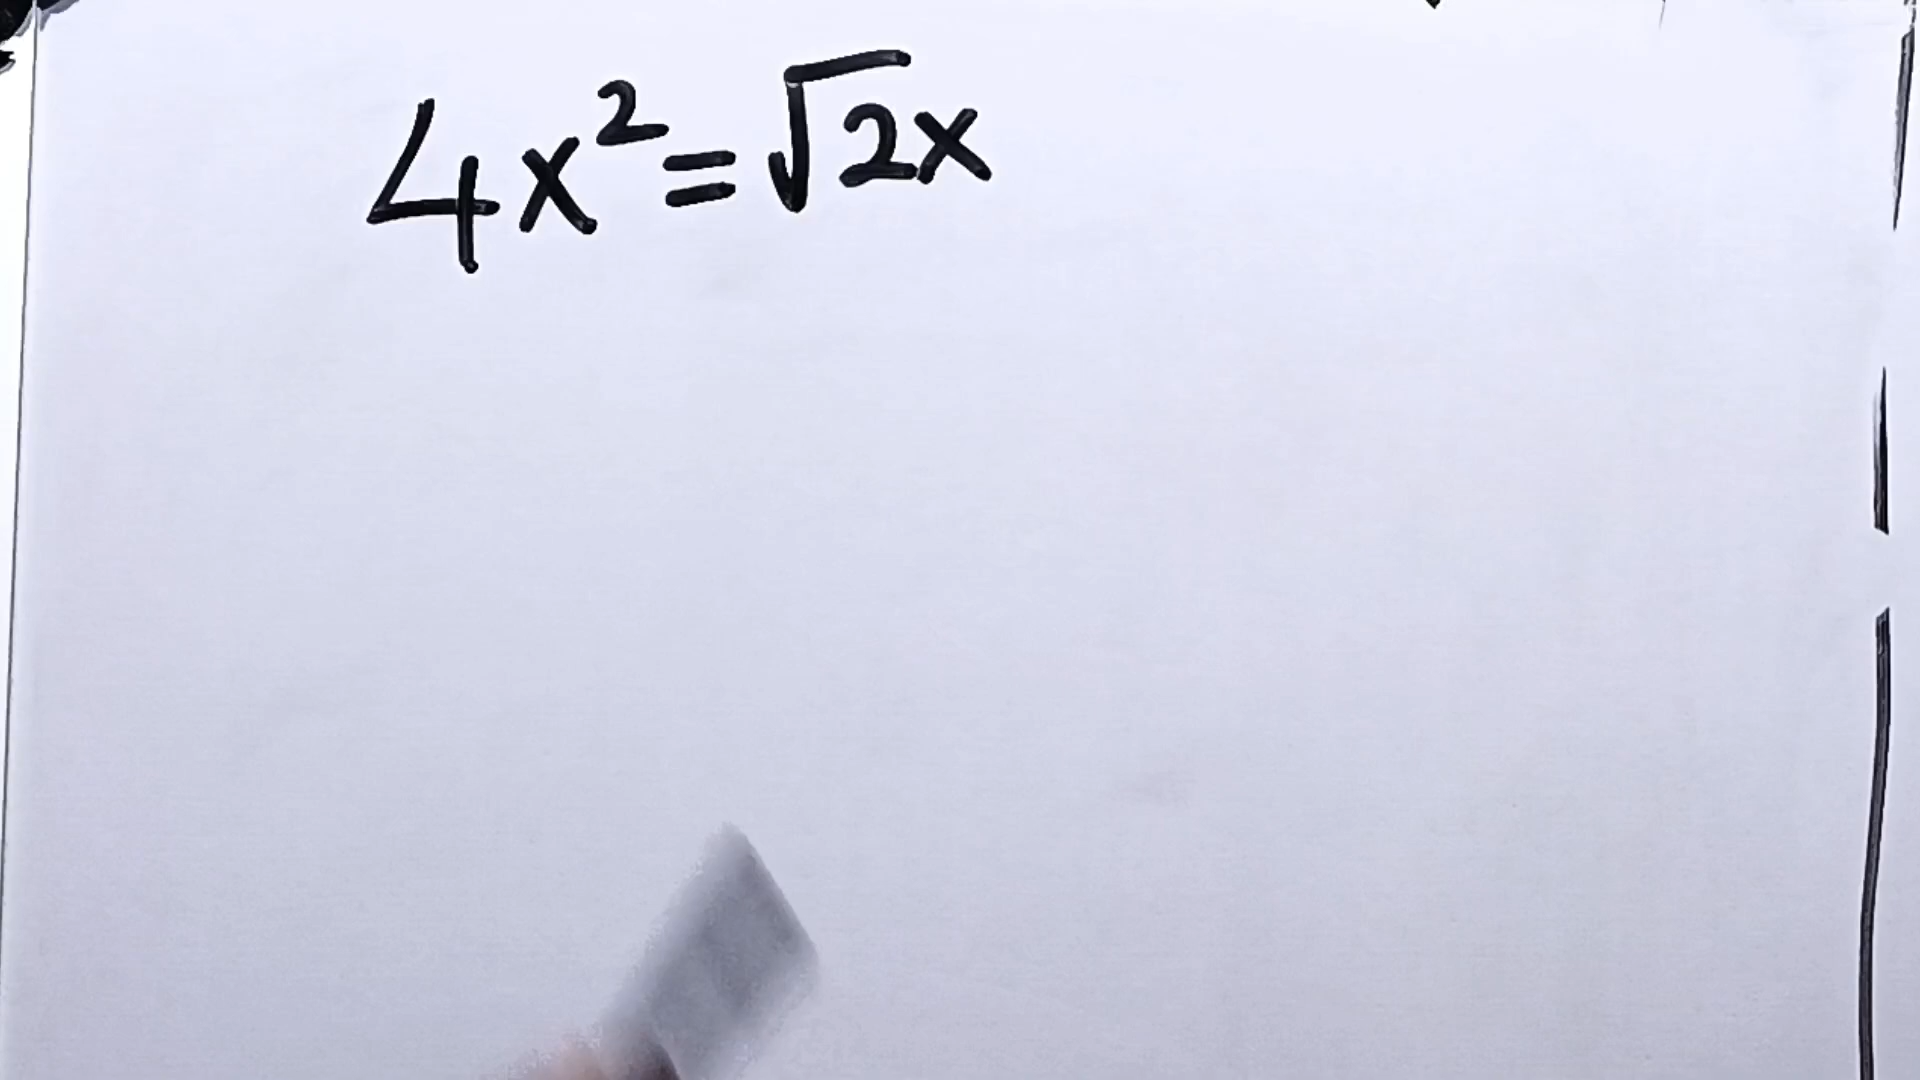 4x² = √2x